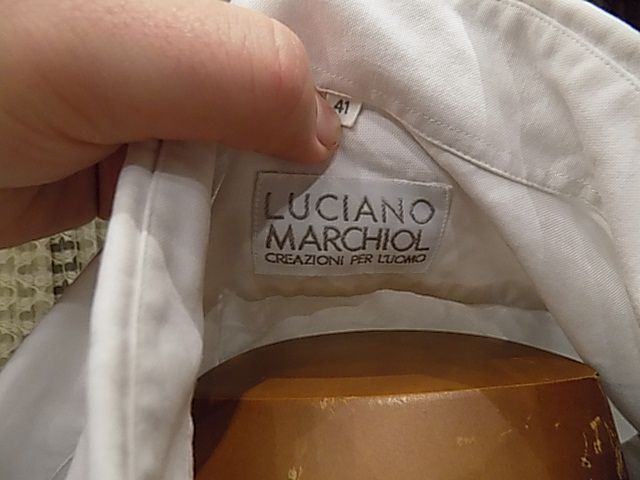 41
LUCIANO
MARCHIOL
CREAZIONI PER L'UOMO